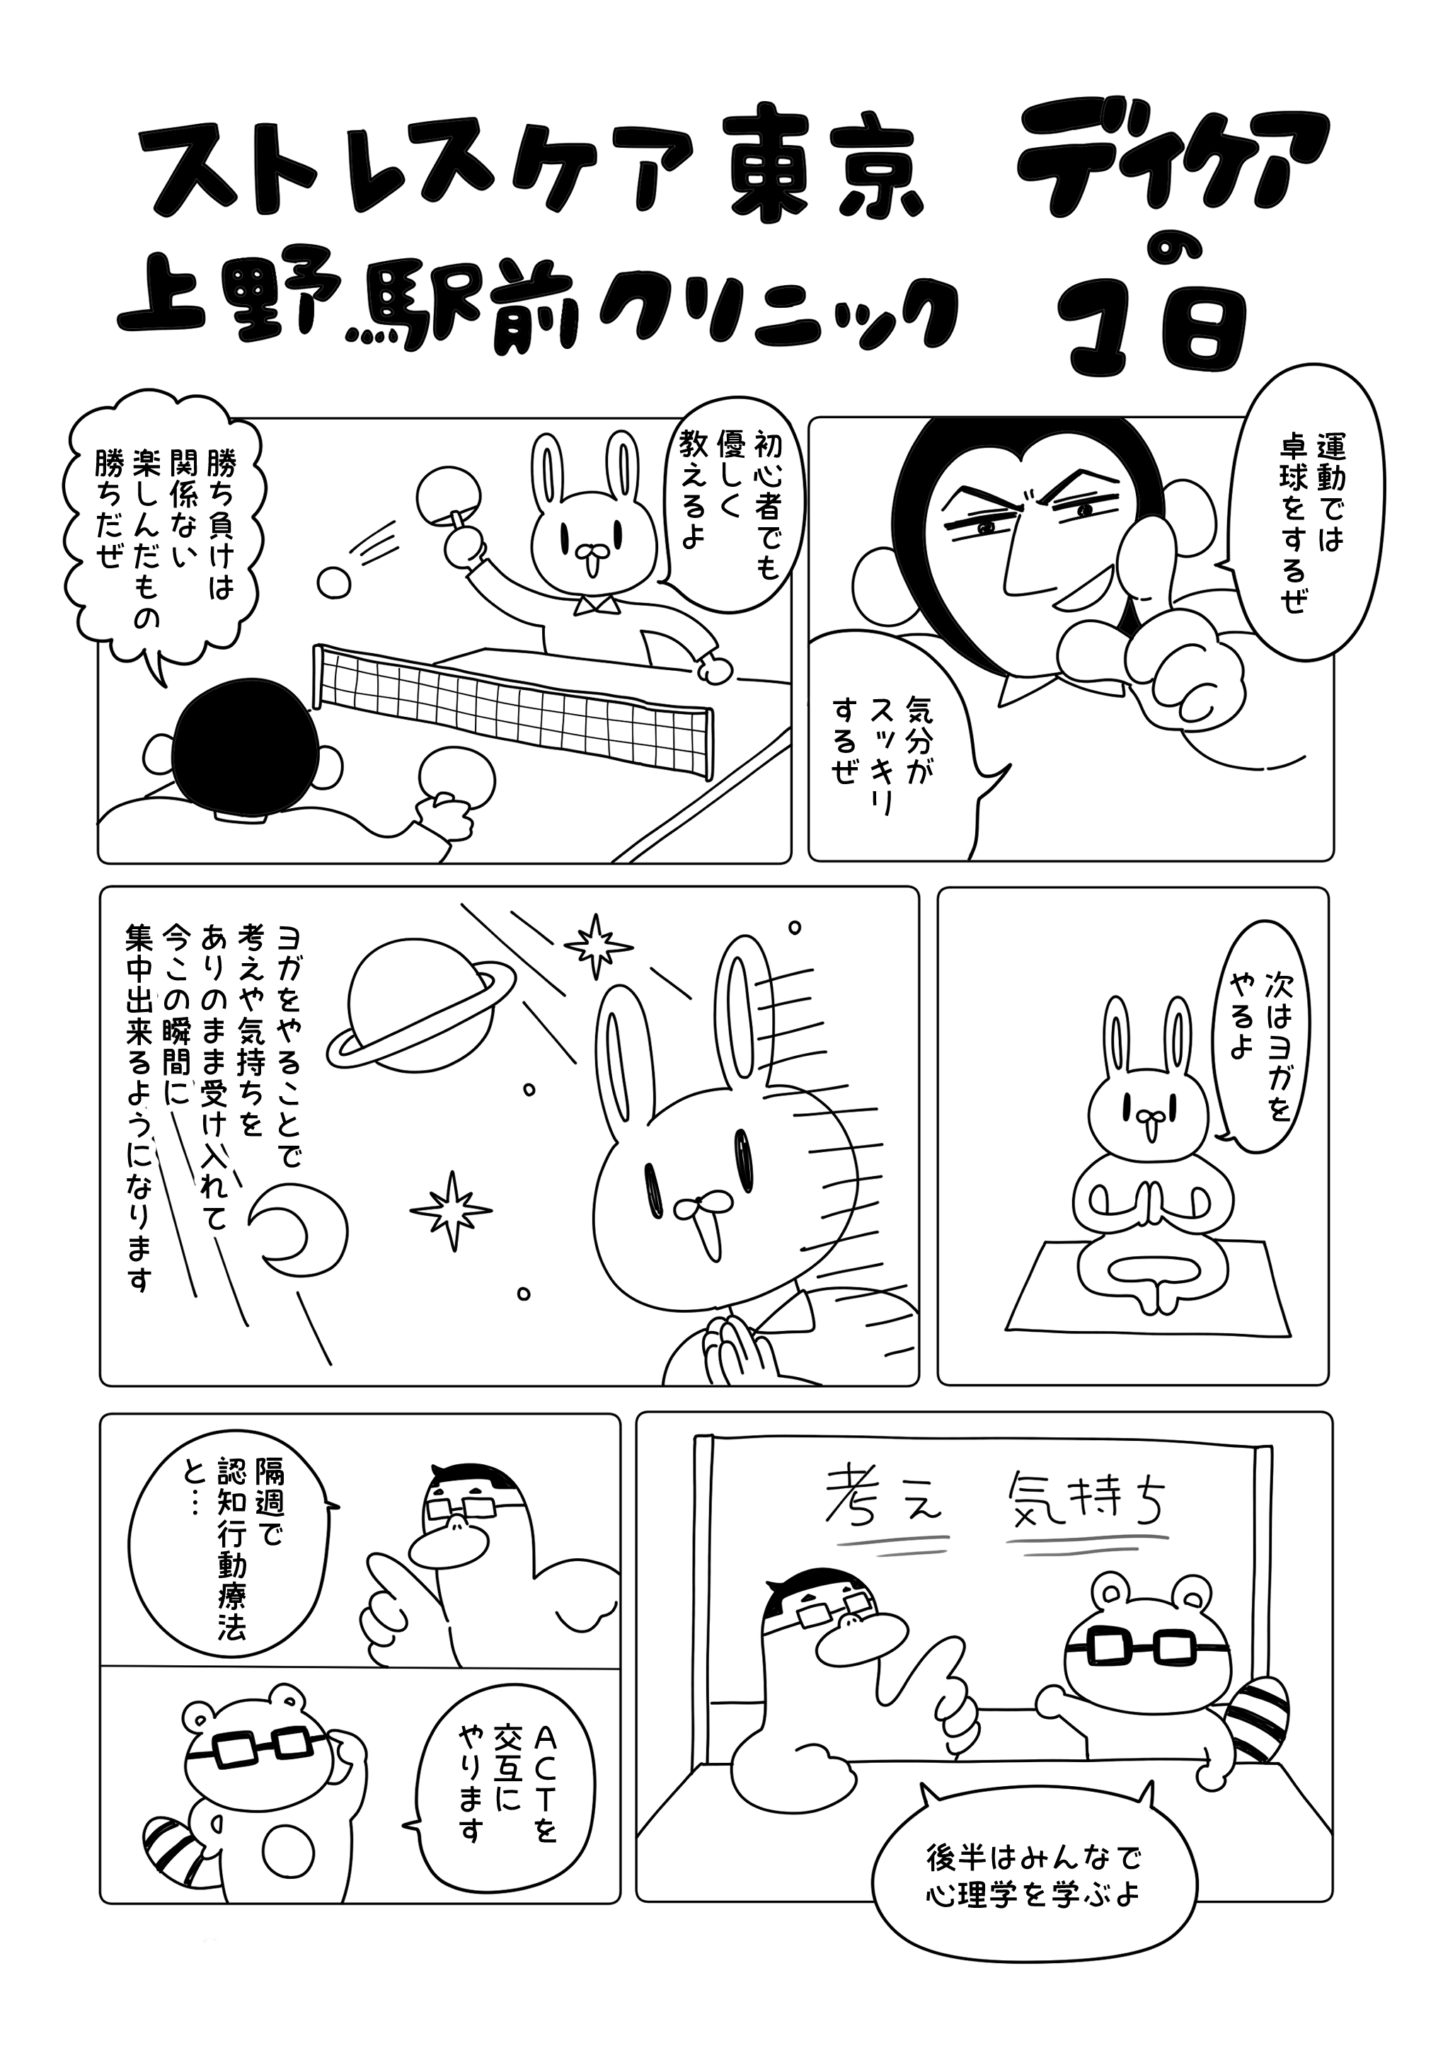 ストレスケア東京
上野駅前クリニック
デイケア
の
1日
運動では
卓球をするぜ
気分が
スッキリ
するぜ
初心者でも
優しく
教えるよ
勝ち負けは
関係ない
楽しんだもの
勝ちだぜ
次はヨガを
やるよ
ヨガをやることで
考えや気持ちを
ありのまま受け入れて
今この瞬間に
集中出来るようになります
考え 気持ち
後半はみんなで
心理学を学ぶよ
隔週で
認知行動療法
と…
ACTを
交互に
やります